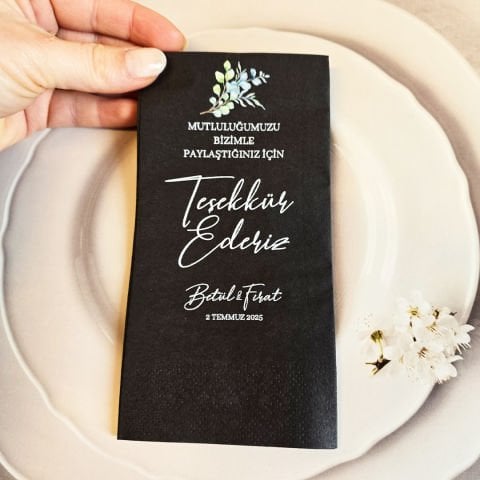 MUTLULUĞUMUZU
BİZİMLE
PAYLAŞTIĞINIZ İÇİN
Teşekkür
Ederiz
Betül & Fırat
2 TEMMUZ 2025